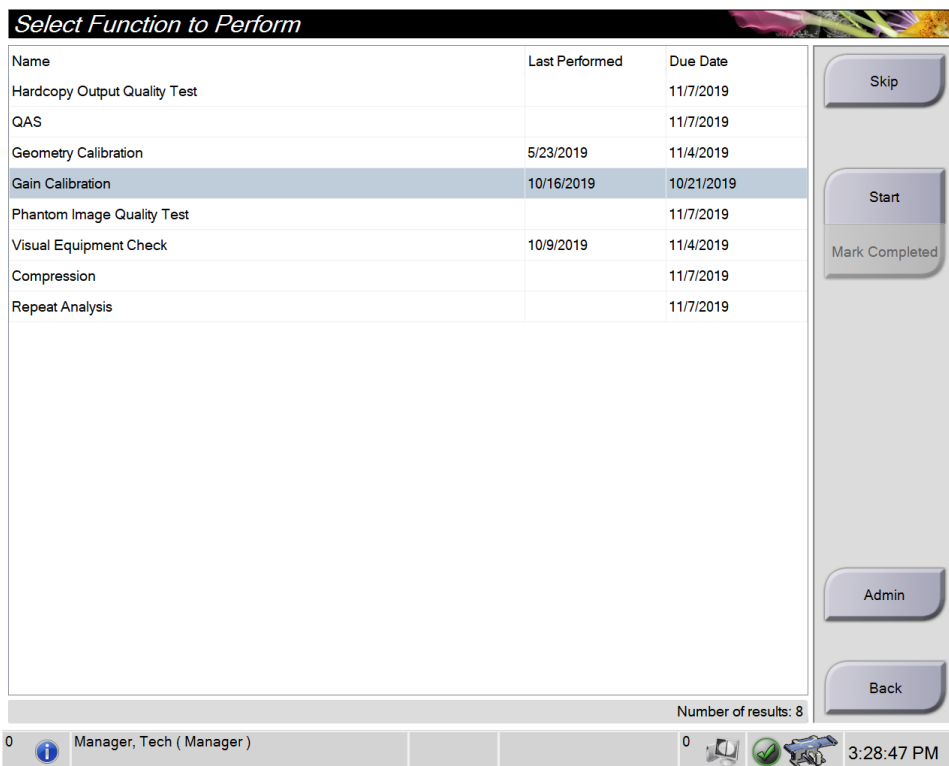 Select Function to Perform
Name Last Performed Due Date
Hardcopy Output Quality Test 11/7/2019
QAS 11/7/2019
Geometry Calibration 5/23/2019 11/4/2019
Gain Calibration 10/16/2019 10/21/2019
Phantom Image Quality Test 11/7/2019
Visual Equipment Check 10/9/2019 11/4/2019
Compression 11/7/2019
Repeat Analysis 11/7/2019
Number of results: 8
Skip
Start
Mark Completed
Admin
Back
0 Manager, Tech ( Manager ) 0 3:28:47 PM